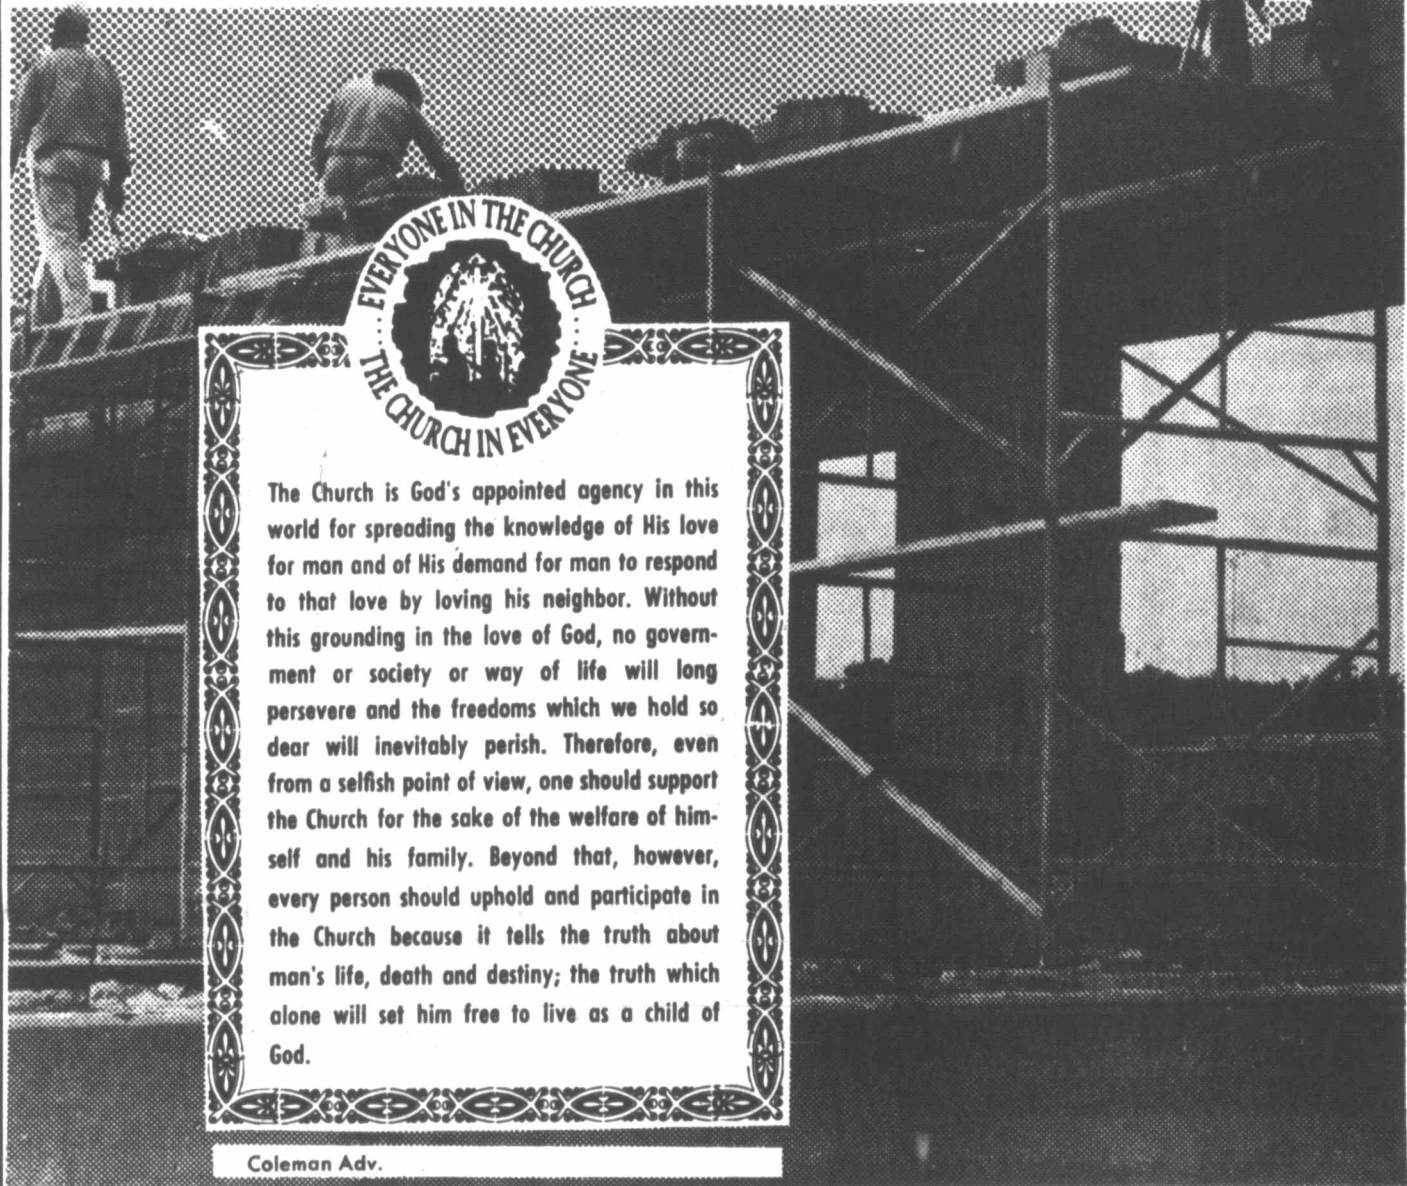 EVERYONE IN THE CHURCH
THE CHURCH IN EVERYONE
The Church is God's appointed agency in this
world for spreading the knowledge of His love
for man and of His demand for man to respond
to that love by loving his neighbor. Without
this grounding in the love of God, no govern-
ment or society or way of life will long
persevere and the freedoms which we hold so
dear will inevitably perish. Therefore, even
from a selfish point of view, one should support
the Church for the sake of the welfare of him-
self and his family. Beyond that, however,
every person should uphold and participate in
the Church because it tells the truth about
man's life, death and destiny; the truth which
alone will set him free to live as a child of
God.
Coleman Adv.